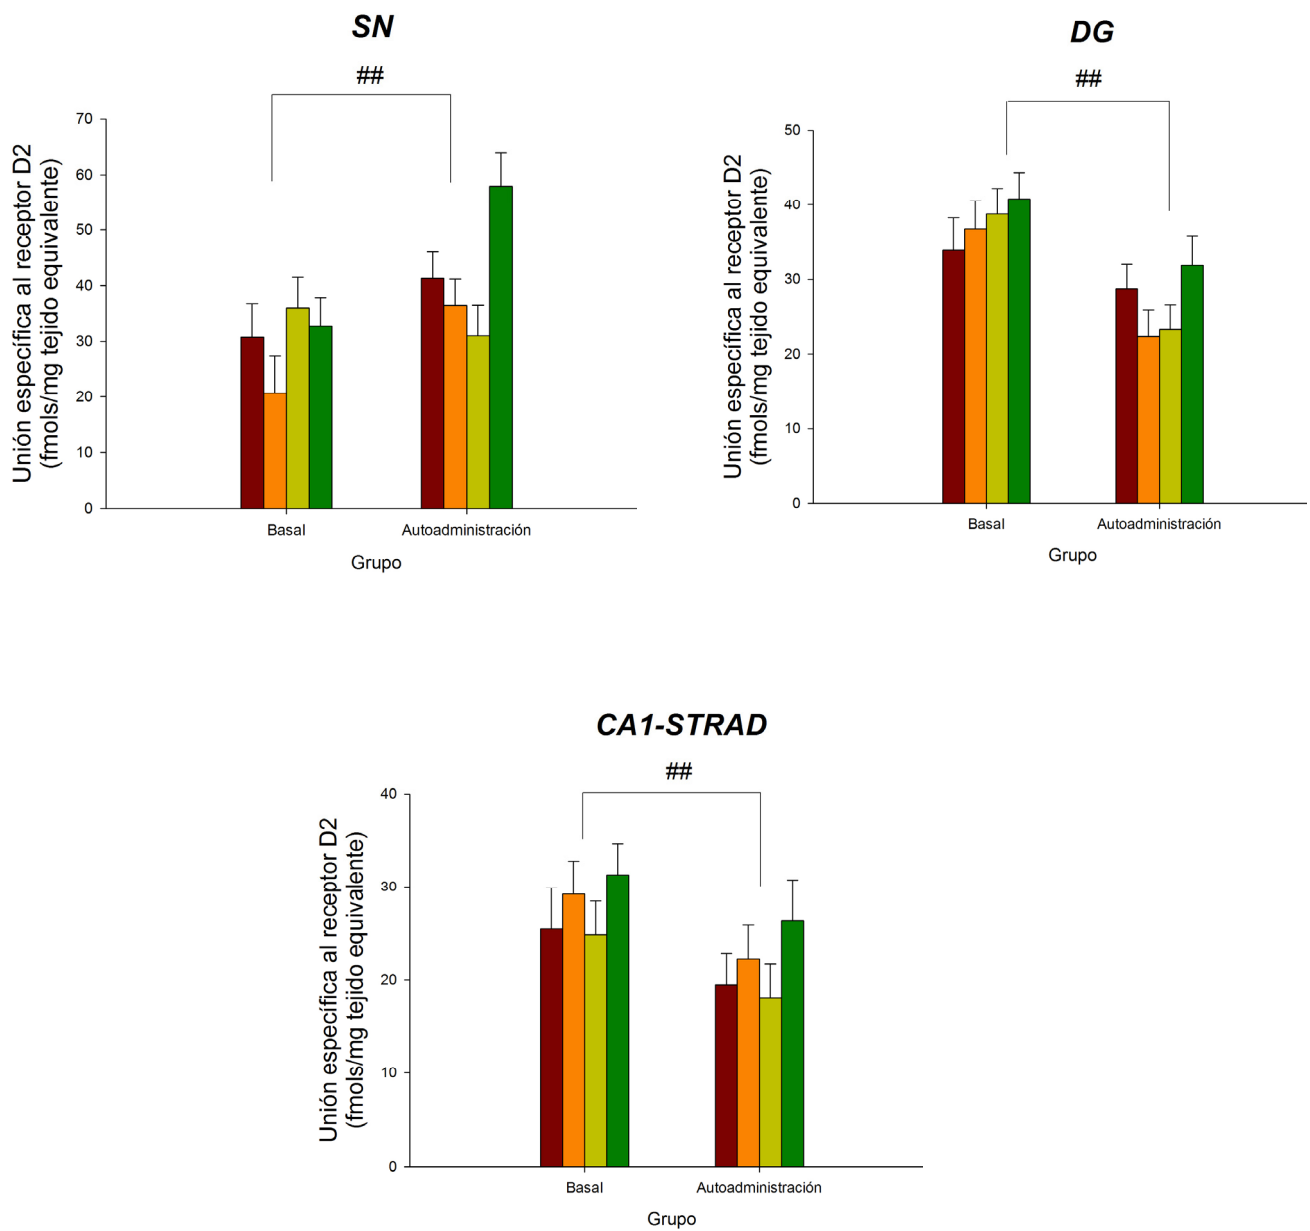 SN
##
Unión específica al receptor D2
(fmols/mg tejido equivalente)
70
60
50
40
30
20
10
0
Basal
Autoadministración
Grupo
DG
##
Unión específica al receptor D2
(fmols/mg tejido equivalente)
50
40
30
20
10
0
Basal
Autoadministración
Grupo
CA1-STRAD
##
Unión específica al receptor D2
(fmols/mg tejido equivalente)
40
30
20
10
0
Basal
Autoadministración
Grupo